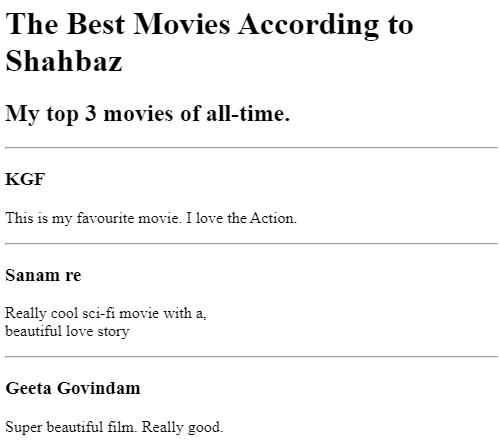 The Best Movies According to
Shahbaz
My top 3 movies of all-time.
KGF
This is my favourite movie. I love the Action.
Sanam re
Really cool sci-fi movie with a,
beautiful love story
Geeta Govindam
Super beautiful film. Really good.